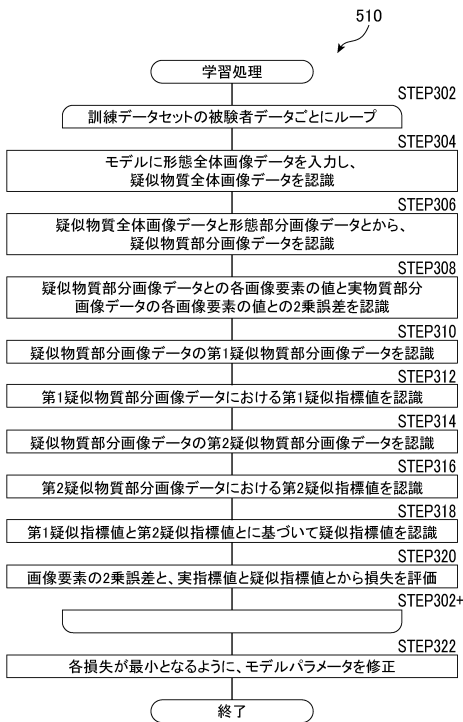 510
学習処理
STEP302
訓練データセットの被験者データごとにループ
STEP304
モデルに形態全体画像データを入力し、
疑似物質全体画像データを認識
STEP306
疑似物質全体画像データと形態部分画像データとから、
疑似物質部分画像データを認識
STEP308
疑似物質部分画像データとの各画像要素の値と実物質部分
画像データの各画像要素の値との2乗誤差を認識
STEP310
疑似物質部分画像データの第1疑似物質部分画像データを認識
STEP312
第1疑似物質部分画像データにおける第1疑似指標値を認識
STEP314
疑似物質部分画像データの第2疑似物質部分画像データを認識
STEP316
第2疑似物質部分画像データにおける第2疑似指標値を認識
STEP318
第1疑似指標値と第2疑似指標値とに基づいて疑似指標値を認識
STEP320
画像要素の2乗誤差と、実指標値と疑似指標値とから損失を評価
STEP302+
STEP322
各損失が最小となるように、モデルパラメータを修正
終了